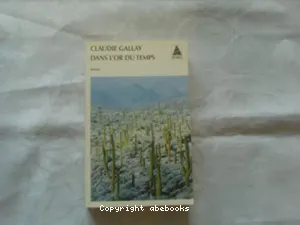 CLAUDIE GALLAY
DANS L'OR DU TEMPS
Copyright abebooks